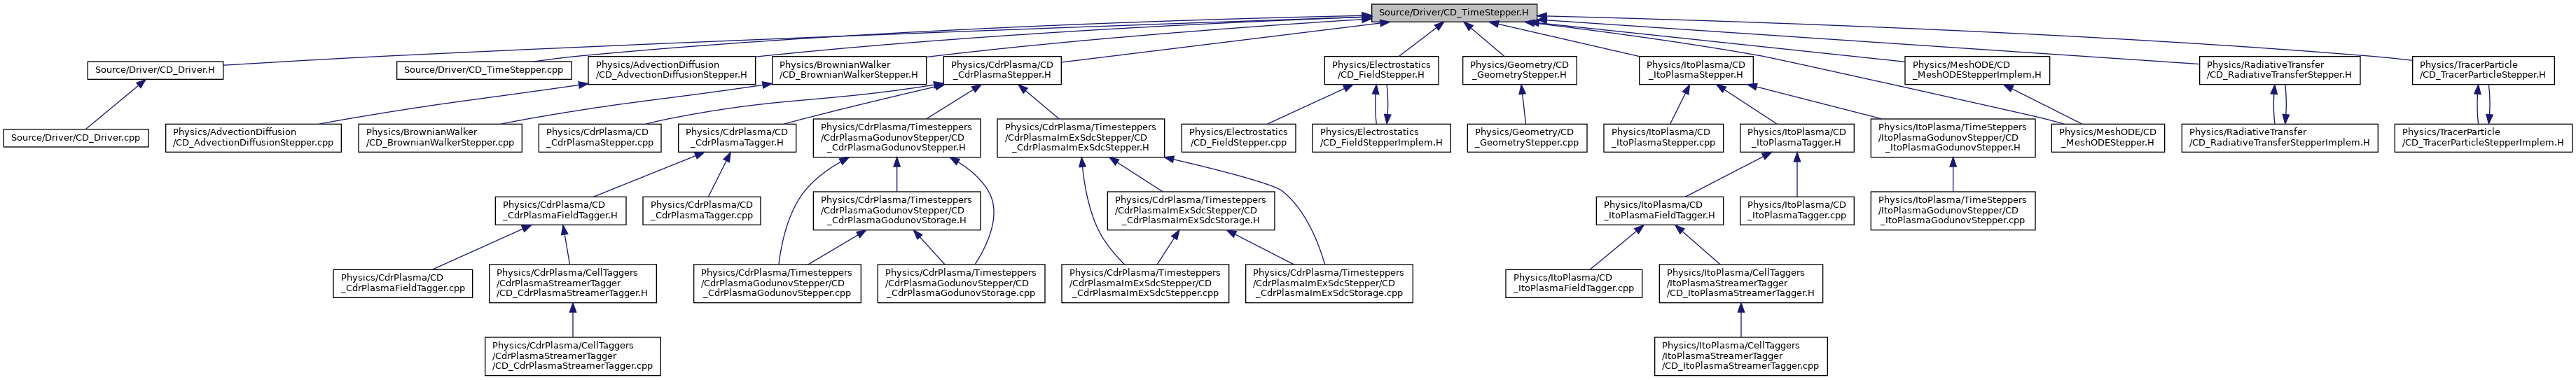 Source/Driver/CD_TimeStepper.H
Source/Driver/CD_Driver.H
Source/Driver/CD_TimeStepper.cpp
Physics/AdvectionDiffusion
/CD_AdvectionDiffusionStepper.H
Physics/BrownianWalker
/CD_BrownianWalkerStepper.H
Physics/CdrPlasma/CD
_CdrPlasmaStepper.H
Physics/Electrostatics
/CD_FieldStepper.H
Physics/Geometry/CD
_GeometryStepper.H
Physics/ItoPlasma/CD
_ItoPlasmaStepper.H
Physics/MeshODE/CD
_MeshODEStepperImplem.H
Physics/RadiativeTransfer
/CD_RadiativeTransferStepper.H
Physics/TracerParticle
/CD_TracerParticleStepper.H
Source/Driver/CD_Driver.cpp
Physics/AdvectionDiffusion
/CD_AdvectionDiffusionStepper.cpp
Physics/BrownianWalker
/CD_BrownianWalkerStepper.cpp
Physics/CdrPlasma/CD
_CdrPlasmaStepper.cpp
Physics/CdrPlasma/CD
_CdrPlasmaTagger.H
Physics/CdrPlasma/Timesteppers
/CdrPlasmaGodunovStepper/CD
_CdrPlasmaGodunovStepper.H
Physics/CdrPlasma/Timesteppers
/CdrPlasmaImExSdcStepper/CD
_CdrPlasmaImExSdcStepper.H
Physics/Electrostatics
/CD_FieldStepper.cpp
Physics/Electrostatics
/CD_FieldStepperImplem.H
Physics/Geometry/CD
_GeometryStepper.cpp
Physics/ItoPlasma/CD
_ItoPlasmaStepper.cpp
Physics/ItoPlasma/CD
_ItoPlasmaTagger.H
Physics/ItoPlasma/TimeSteppers
/ItoPlasmaGodunovStepper/CD
_ItoPlasmaGodunovStepper.H
Physics/MeshODE/CD
_MeshODEStepper.H
Physics/RadiativeTransfer
/CD_RadiativeTransferStepperImplem.H
Physics/TracerParticle
/CD_TracerParticleStepperImplem.H
Physics/CdrPlasma/CD
_CdrPlasmaFieldTagger.H
Physics/CdrPlasma/CD
_CdrPlasmaTagger.cpp
Physics/CdrPlasma/Timesteppers
/CdrPlasmaGodunovStepper/CD
_CdrPlasmaGodunovStorage.H
Physics/CdrPlasma/Timesteppers
/CdrPlasmaImExSdcStepper/CD
_CdrPlasmaImExSdcStorage.H
Physics/ItoPlasma/CD
_ItoPlasmaFieldTagger.H
Physics/ItoPlasma/CD
_ItoPlasmaTagger.cpp
Physics/ItoPlasma/TimeSteppers
/ItoPlasmaGodunovStepper/CD
_ItoPlasmaGodunovStepper.cpp
Physics/CdrPlasma/CD
_CdrPlasmaFieldTagger.cpp
Physics/CdrPlasma/CellTaggers
/CdrPlasmaStreamerTagger
/CD_CdrPlasmaStreamerTagger.H
Physics/CdrPlasma/Timesteppers
/CdrPlasmaGodunovStepper/CD
_CdrPlasmaGodunovStepper.cpp
Physics/CdrPlasma/Timesteppers
/CdrPlasmaGodunovStepper/CD
_CdrPlasmaGodunovStorage.cpp
Physics/CdrPlasma/Timesteppers
/CdrPlasmaImExSdcStepper/CD
_CdrPlasmaImExSdcStepper.cpp
Physics/CdrPlasma/Timesteppers
/CdrPlasmaImExSdcStepper/CD
_CdrPlasmaImExSdcStorage.cpp
Physics/ItoPlasma/CD
_ItoPlasmaFieldTagger.cpp
Physics/ItoPlasma/CellTaggers
/ItoPlasmaStreamerTagger
/CD_ItoPlasmaStreamerTagger.H
Physics/CdrPlasma/CellTaggers
/CdrPlasmaStreamerTagger
/CD_CdrPlasmaStreamerTagger.cpp
Physics/ItoPlasma/CellTaggers
/ItoPlasmaStreamerTagger
/CD_ItoPlasmaStreamerTagger.cpp